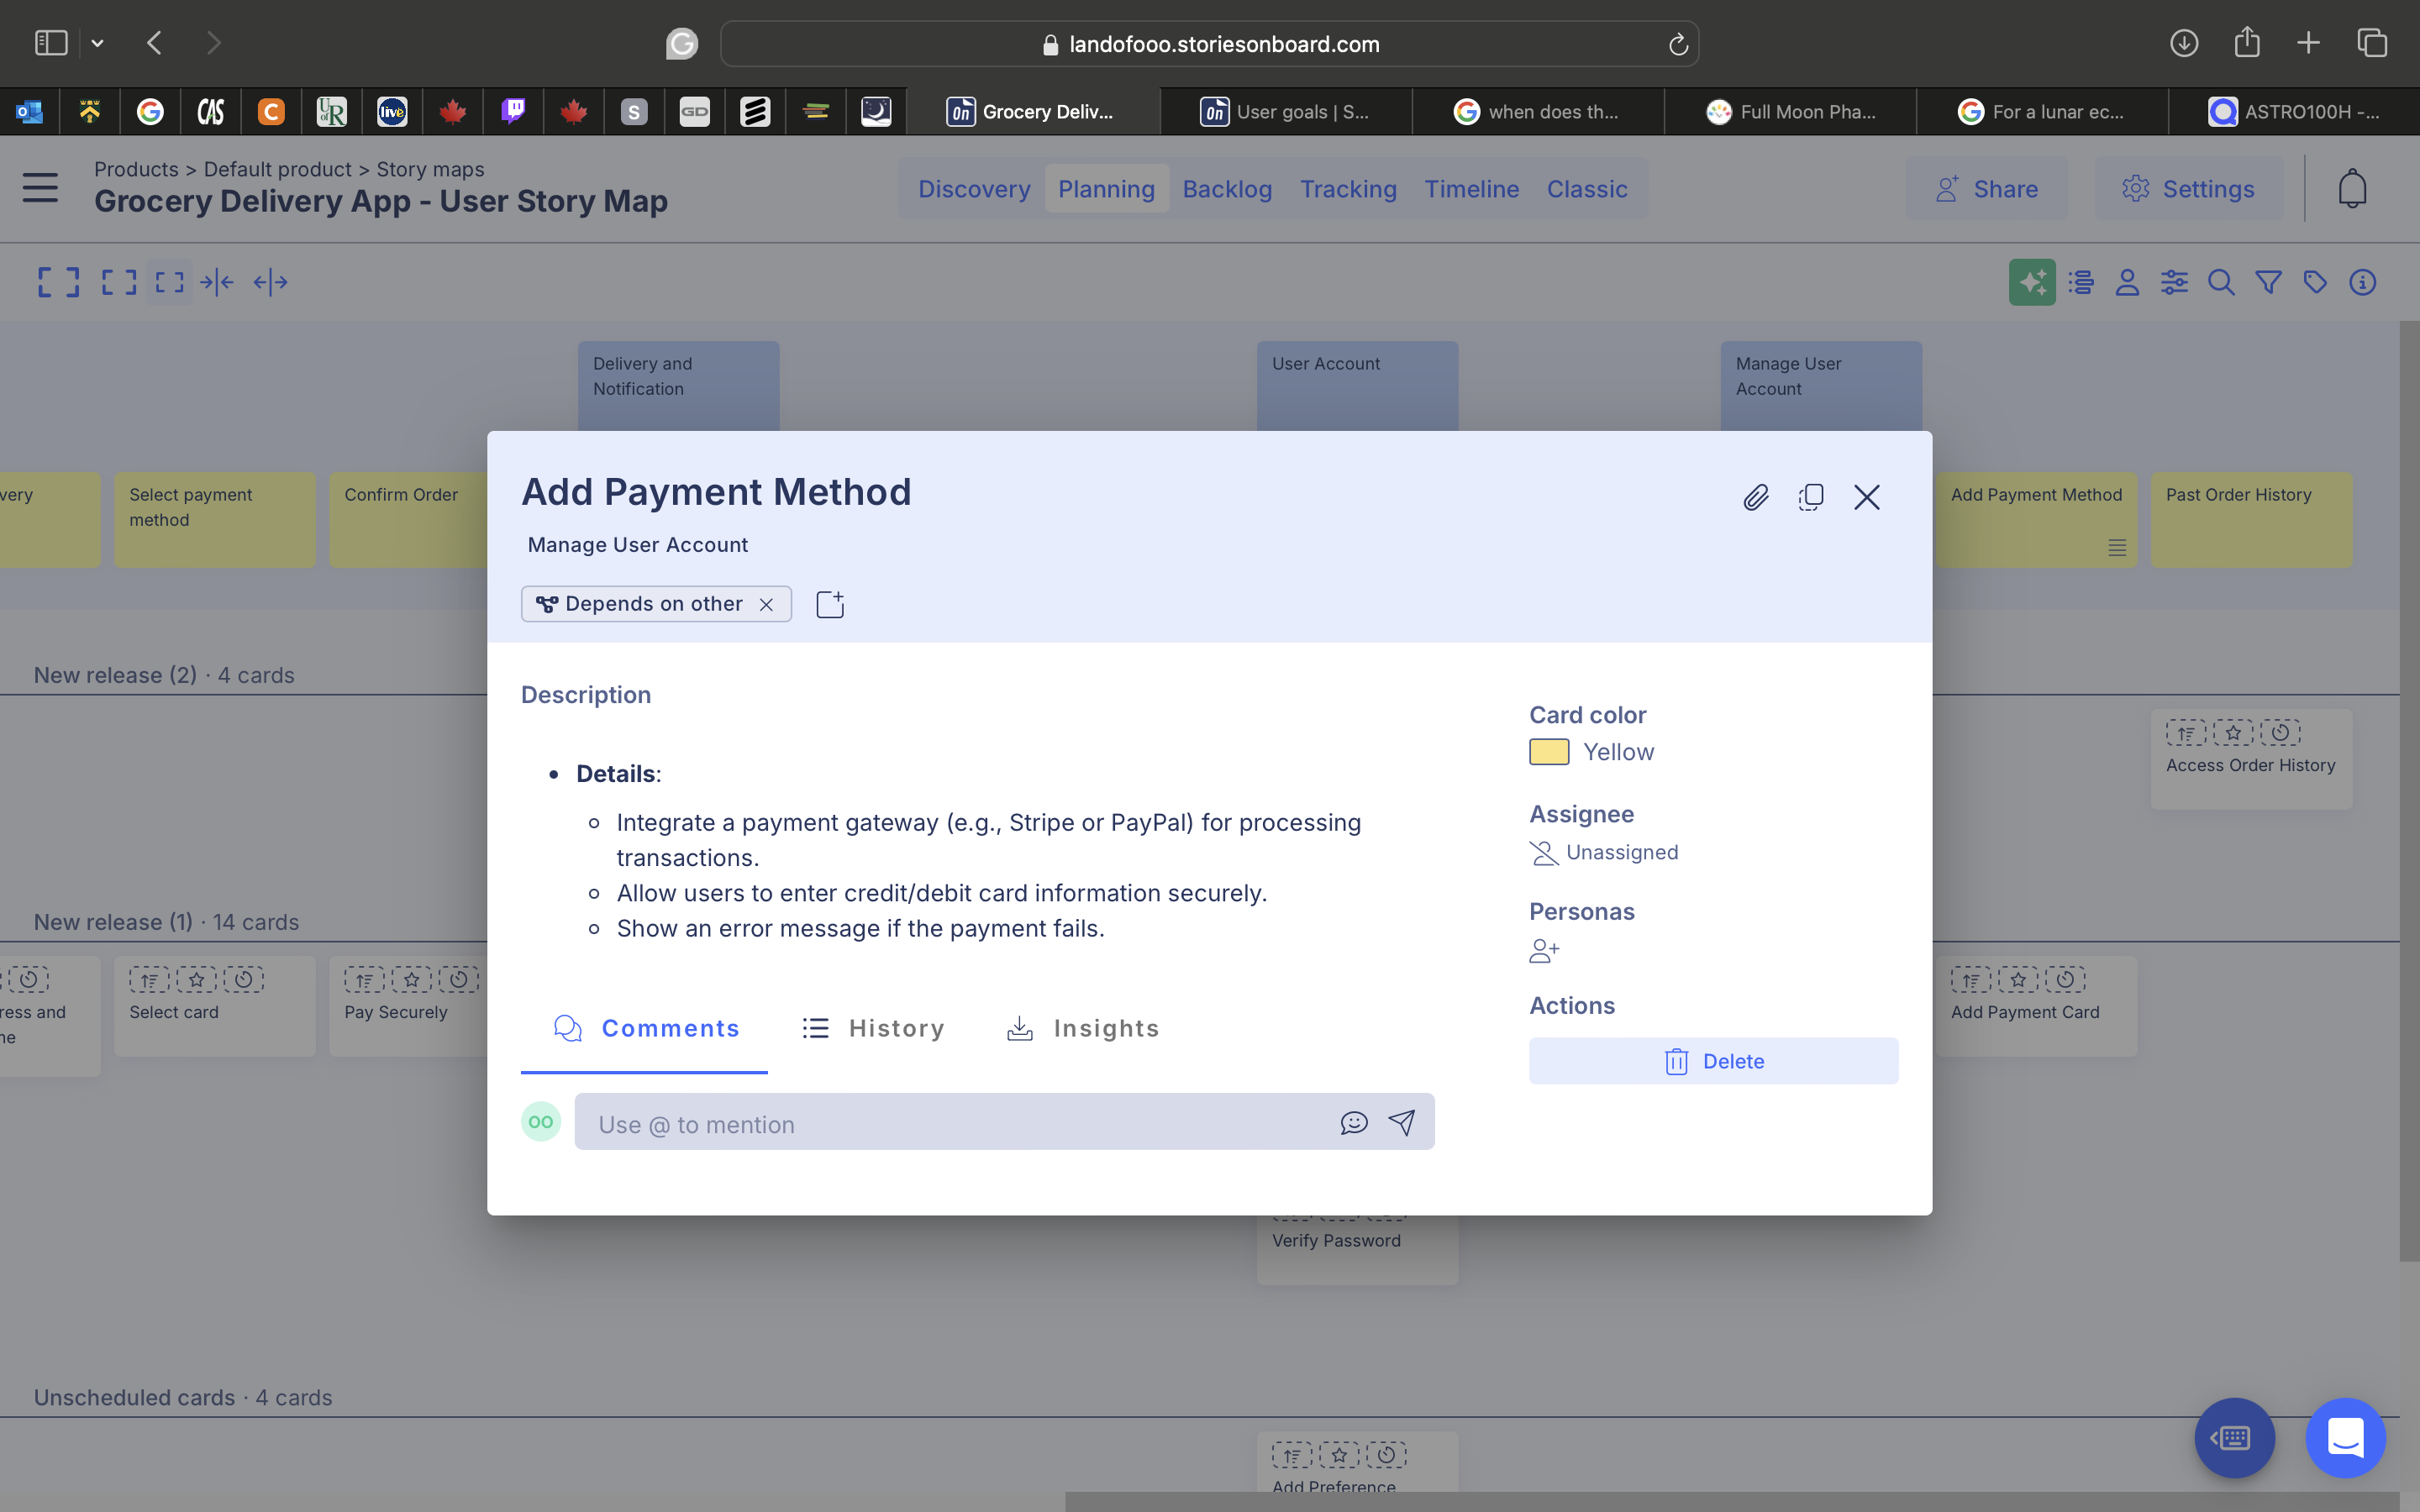 landofooo.storiesonboard.com
CAS
C
U of R
live
S
GD
On Grocery Deliv...
On User goals | S...
when does th...
Full Moon Pha...
For a lunar ec...
ASTRO100H -...
Products > Default product > Story maps
Grocery Delivery App - User Story Map
Discovery Planning Backlog Tracking Timeline Classic
Share
Settings
Delivery and
Notification
User Account
Manage User
Account
very
Select payment
method
Confirm Order
Add Payment Method
Past Order History
Add Payment Method
Manage User Account
Depends on other
New release (2) · 4 cards
Access Order History
Description
Details:
Integrate a payment gateway (e.g., Stripe or PayPal) for processing
transactions.
Allow users to enter credit/debit card information securely.
Show an error message if the payment fails.
Card color
Yellow
Assignee
Unassigned
Personas
Actions
Delete
Comments History Insights
OO
Use @ to mention
New release (1) · 14 cards
ress and
ne
Select card
Pay Securely
Add Payment Card
Verify Password
Unscheduled cards · 4 cards
Add Preference